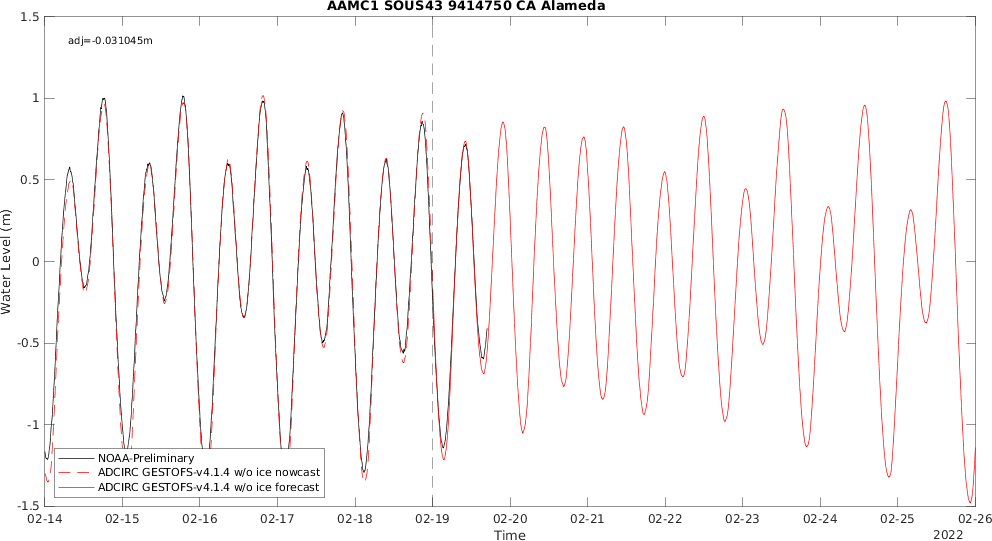 AAMC1 SOUS43 9414750 CA Alameda
adj=-0.031045m
Water Level (m)
1.5
1
0.5
0
-0.5
-1
-1.5
NOAA-Preliminary
ADCIRC GESTOFS-v4.1.4 w/o ice nowcast
ADCIRC GESTOFS-v4.1.4 w/o ice forecast
02-14 02-15 02-16 02-17 02-18 02-19 02-20 02-21 02-22 02-23 02-24 02-25 02-26
Time
2022